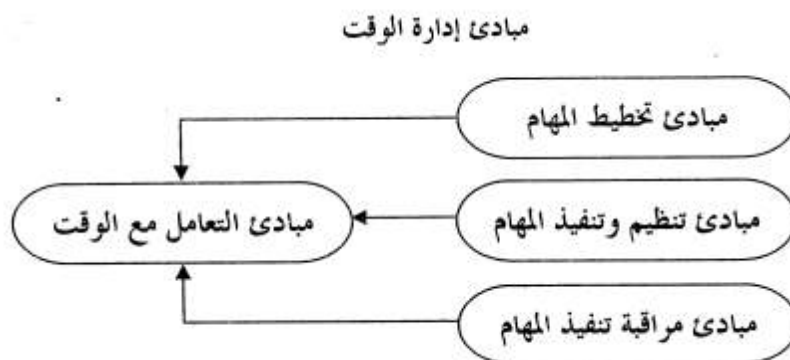 مبادئ إدارة الوقت
مبادئ تخطيط المهام
مبادئ تنظيم وتنفيذ المهام
مبادئ التعامل مع الوقت
مبادئ مراقبة تنفيذ المهام